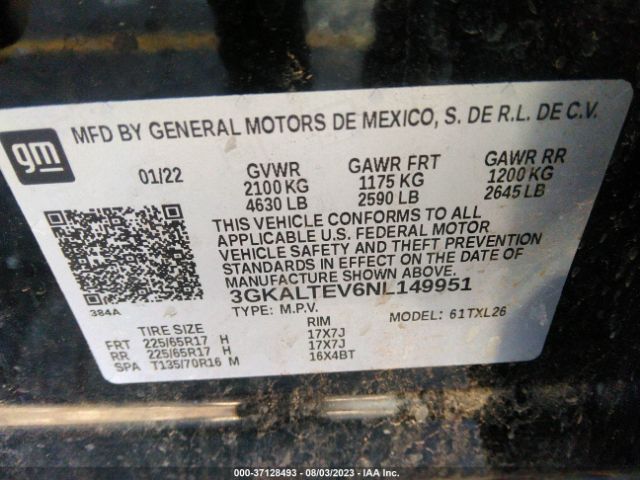 gm
MFD BY GENERAL MOTORS DE MEXICO, S. DE R.L. DE C.V.
01/22 GVWR GAWR FRT GAWR RR
2100 KG 1175 KG 1200 KG
4630 LB 2590 LB 2645 LB
THIS VEHICLE CONFORMS TO ALL
APPLICABLE U.S. FEDERAL MOTOR
VEHICLE SAFETY AND THEFT PREVENTION
STANDARDS IN EFFECT ON THE DATE OF
MANUFACTURE SHOWN ABOVE.
384A
3GKALTEV6NL149951
TYPE: M.P.V. MODEL: 61TXL26
TIRE SIZE RIM
FRT 225/65R17 H 17X7J
RR 225/65R17 H 17X7J
SPA T135/70R16 M 16X4BT
000-37128493 - 08/03/2023 - IAA Inc.